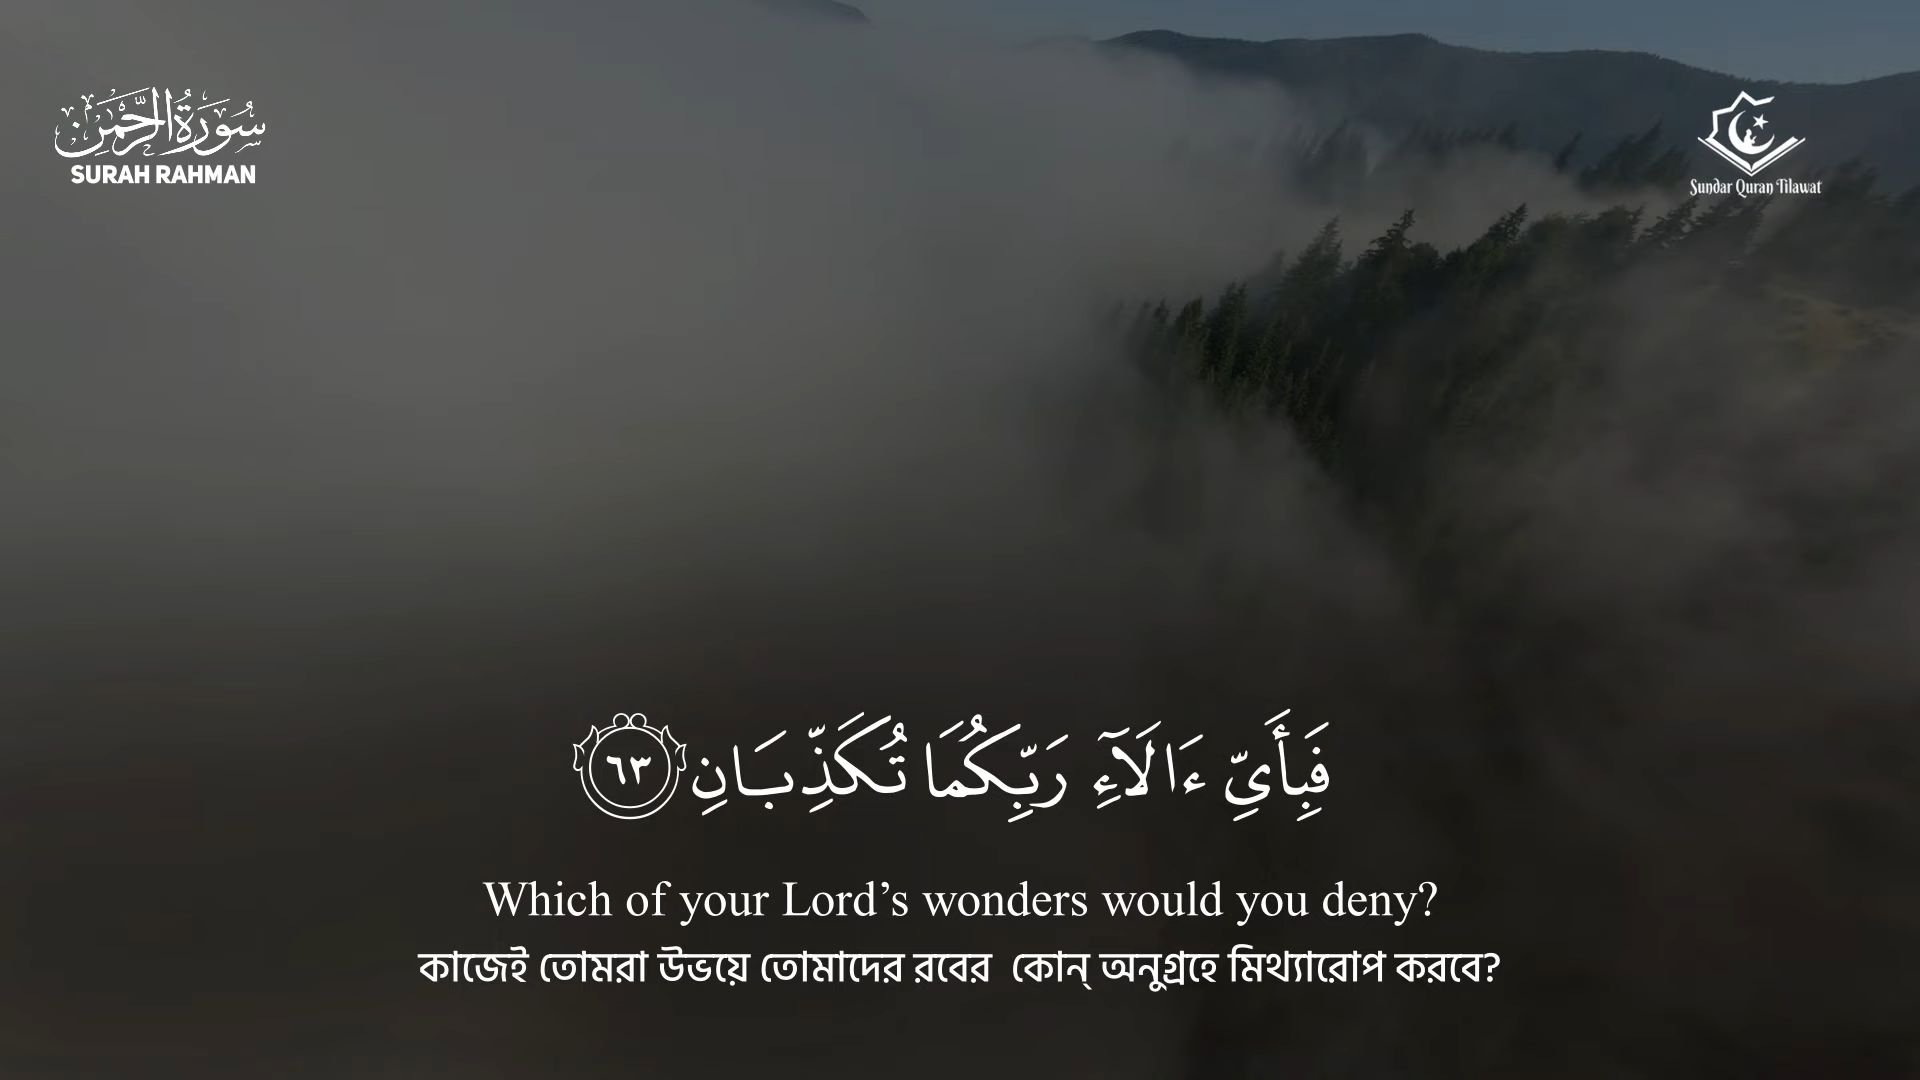 سُورَةُ الرَّحْمَٰن
SURAH RAHMAN
Sundar Quran Tilawat
فَبِأَيِّ ءَالَآءِ رَبِّكُمَا تُكَذِّبَانِ ٦٣
Which of your Lord’s wonders would you deny?
কাজেই তোমরা উভয়ে তোমাদের রবের কোন্ অনুগ্রহে মিথ্যারোপ করবে?